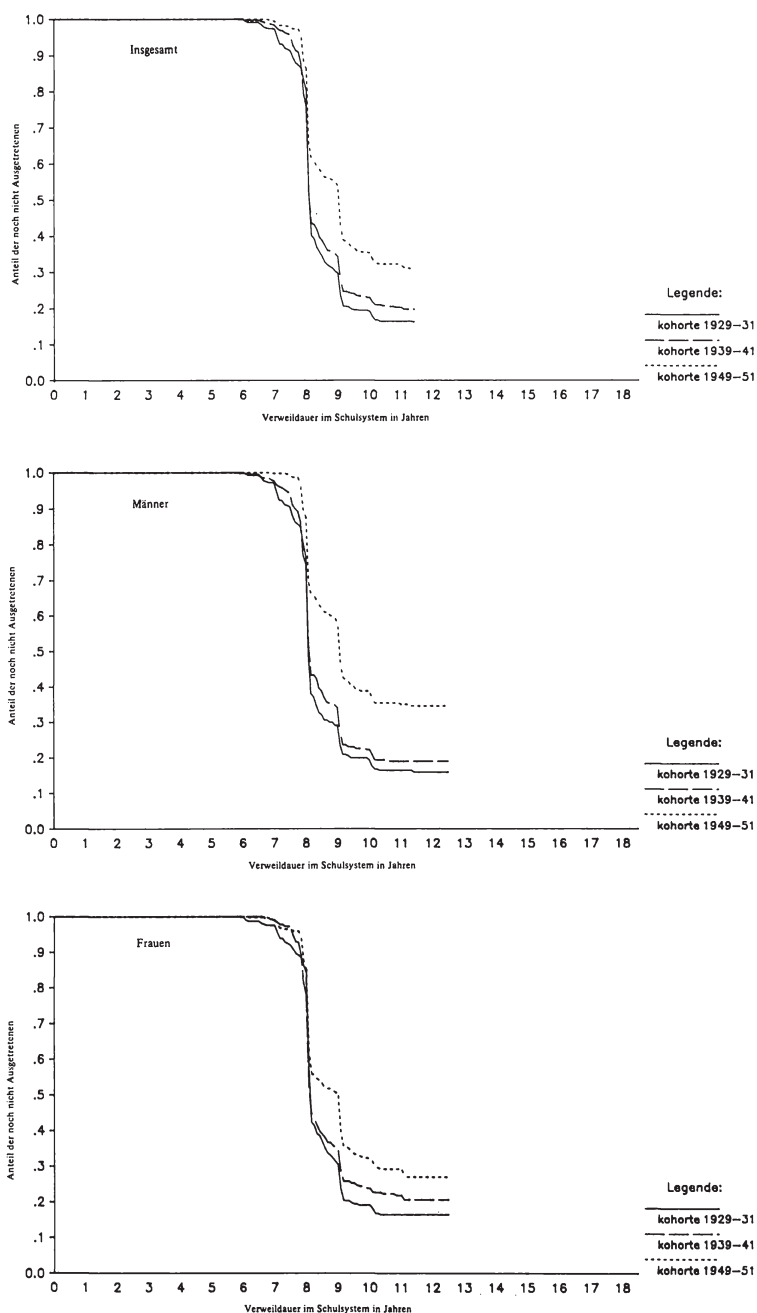 Insgesamt
Anteil der noch nicht Ausgetretenen
1.0
.9
.8
.7
.6
.5
.4
.3
.2
.1
0.0
0 1 2 3 4 5 6 7 8 9 10 11 12 13 14 15 16 17 18
Verweildauer im Schulsystem in Jahren
Legende:
kohorte 1929-31
kohorte 1939-41
kohorte 1949-51
Männer
Anteil der noch nicht Ausgetretenen
1.0
.9
.8
.7
.6
.5
.4
.3
.2
.1
0.0
0 1 2 3 4 5 6 7 8 9 10 11 12 13 14 15 16 17 18
Verweildauer im Schulsystem in Jahren
Legende:
kohorte 1929-31
kohorte 1939-41
kohorte 1949-51
Frauen
Anteil der noch nicht Ausgetretenen
1.0
.9
.8
.7
.6
.5
.4
.3
.2
.1
0.0
0 1 2 3 4 5 6 7 8 9 10 11 12 13 14 15 16 17 18
Verweildauer im Schulsystem in Jahren
Legende:
kohorte 1929-31
kohorte 1939-41
kohorte 1949-51